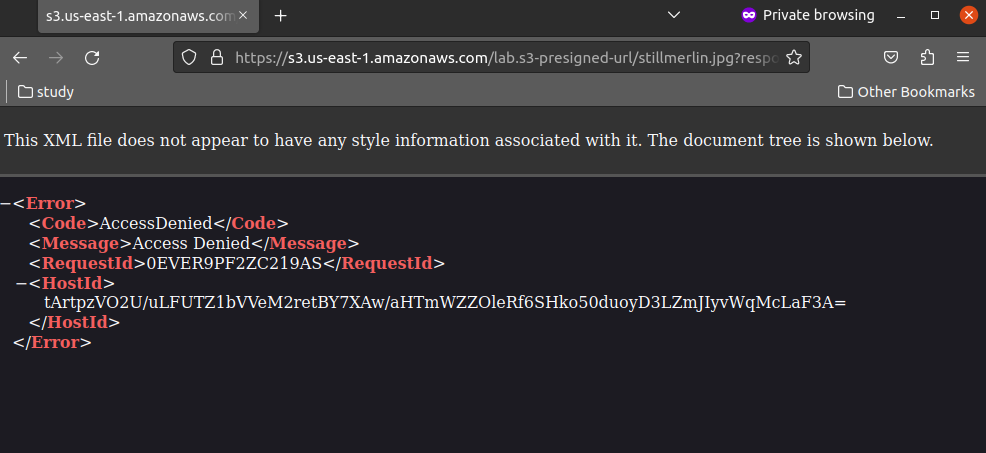 s3.us-east-1.amazonaws.com
Private browsing
https://s3.us-east-1.amazonaws.com/lab.s3-presigned-url/stillmerlin.jpg?respo
study
Other Bookmarks
This XML file does not appear to have any style information associated with it. The document tree is shown below.
−<Error>
<Code>AccessDenied</Code>
<Message>Access Denied</Message>
<RequestId>0EVER9PF2ZC219AS</RequestId>
−<HostId>
tArtpzVO2U/uLFUTZ1bVVeM2retBY7XAw/aHTmWZZOleRf6SHko50duoyD3LZmJIyvWqMcLaF3A=
</HostId>
</Error>